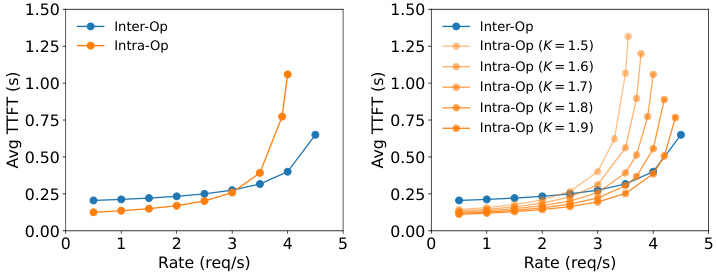 1.50
1.25
1.00
0.75
0.50
0.25
0.00
Avg TTFT (s)
Inter-Op
Intra-Op
0 1 2 3 4 5
Rate (req/s)
1.50
1.25
1.00
0.75
0.50
0.25
0.00
Avg TTFT (s)
Inter-Op
Intra-Op (K = 1.5)
Intra-Op (K = 1.6)
Intra-Op (K = 1.7)
Intra-Op (K = 1.8)
Intra-Op (K = 1.9)
0 1 2 3 4 5
Rate (req/s)